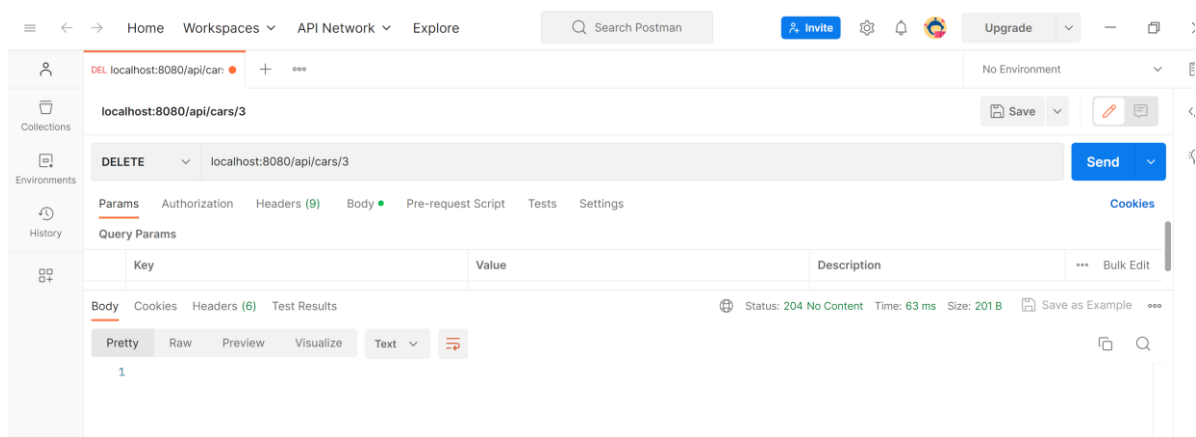 Home Workspaces API Network Explore Search Postman Invite Upgrade
DEL localhost:8080/api/car: No Environment
localhost:8080/api/cars/3 Save
Collections
DELETE localhost:8080/api/cars/3 Send
Environments
Params Authorization Headers (9) Body Pre-request Script Tests Settings Cookies
History
Query Params
Key Value Description Bulk Edit
Body Cookies Headers (6) Test Results Status: 204 No Content Time: 63 ms Size: 201 B Save as Example
Pretty Raw Preview Visualize Text
1